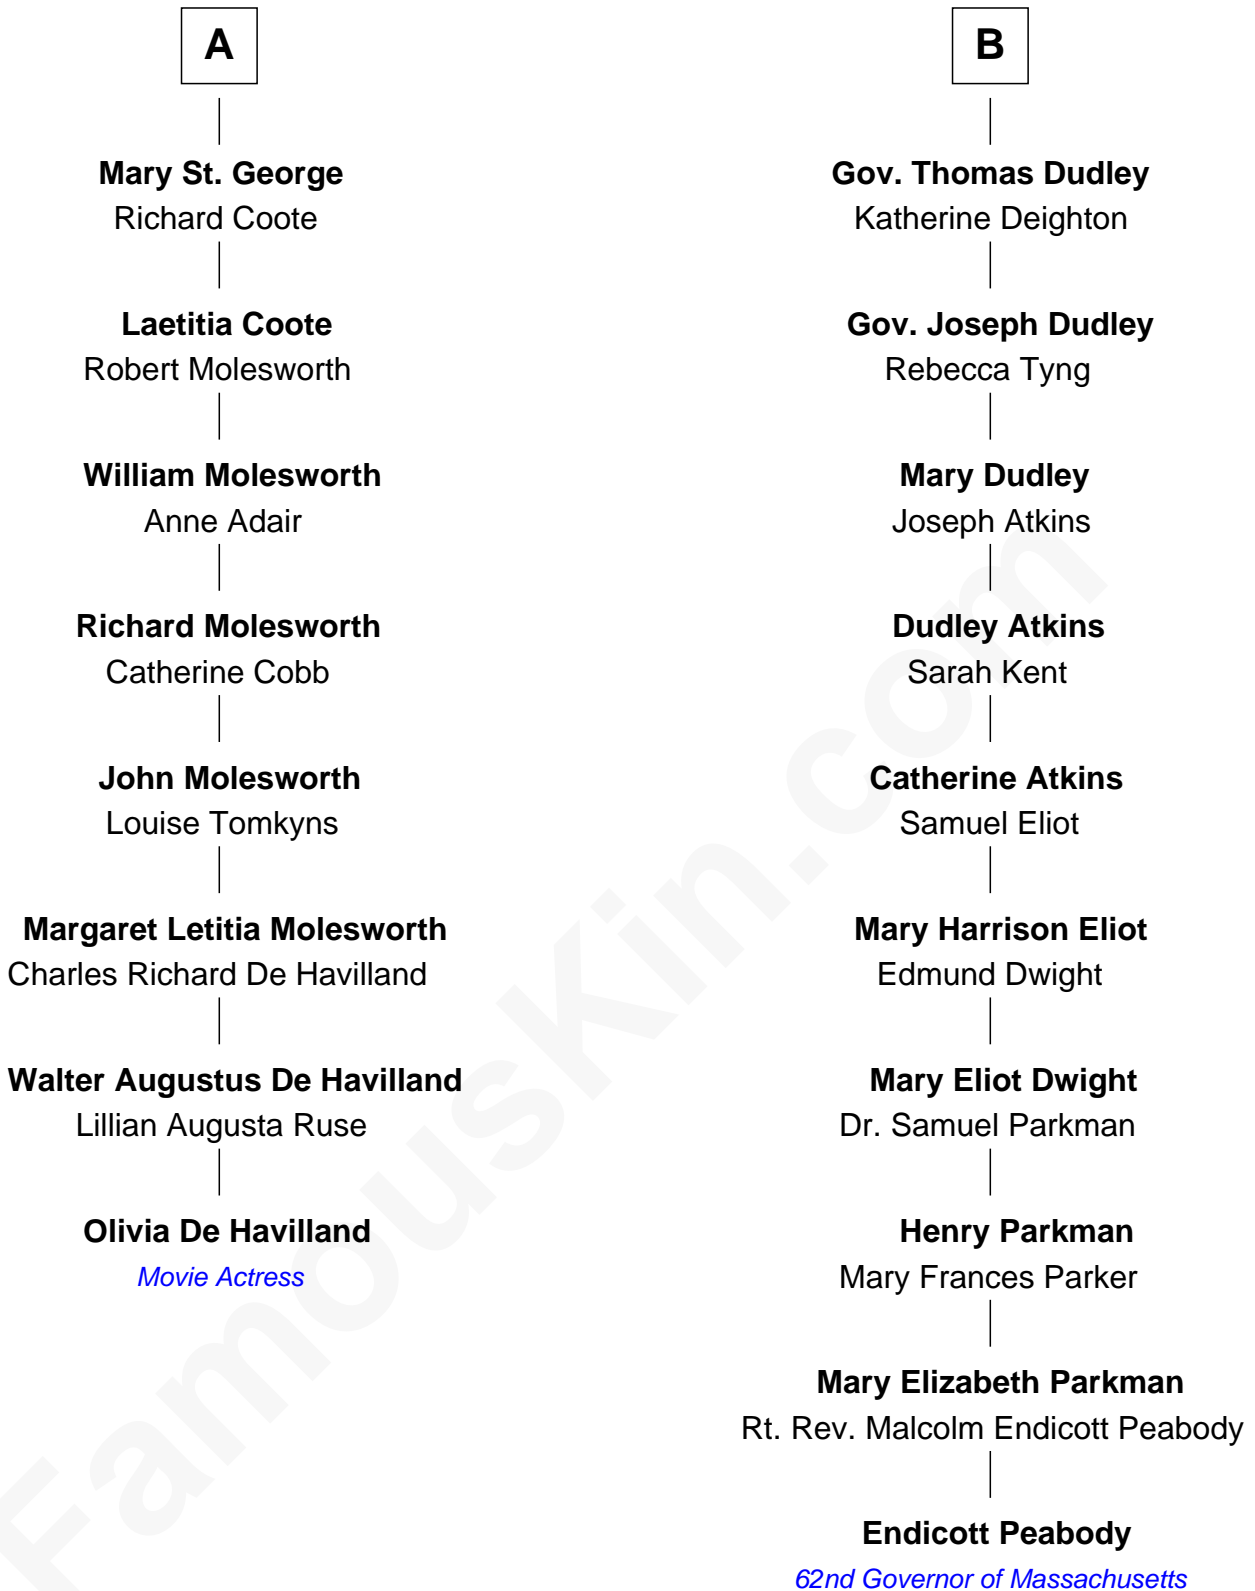 A
Mary St. George
Richard Coote
Laetitia Coote
Robert Molesworth
William Molesworth
Anne Adair
Richard Molesworth
Catherine Cobb
John Molesworth
Louise Tomkyns
Margaret Letitia Molesworth
Charles Richard De Havilland
Walter Augustus De Havilland
Lillian Augusta Ruse
Olivia De Havilland
Movie Actress
B
Gov. Thomas Dudley
Katherine Deighton
Gov. Joseph Dudley
Rebecca Tyng
Mary Dudley
Joseph Atkins
Dudley Atkins
Sarah Kent
Catherine Atkins
Samuel Eliot
Mary Harrison Eliot
Edmund Dwight
Mary Eliot Dwight
Dr. Samuel Parkman
Henry Parkman
Mary Frances Parker
Mary Elizabeth Parkman
Rt. Rev. Malcolm Endicott Peabody
Endicott Peabody
62nd Governor of Massachusetts
FamousKin.com